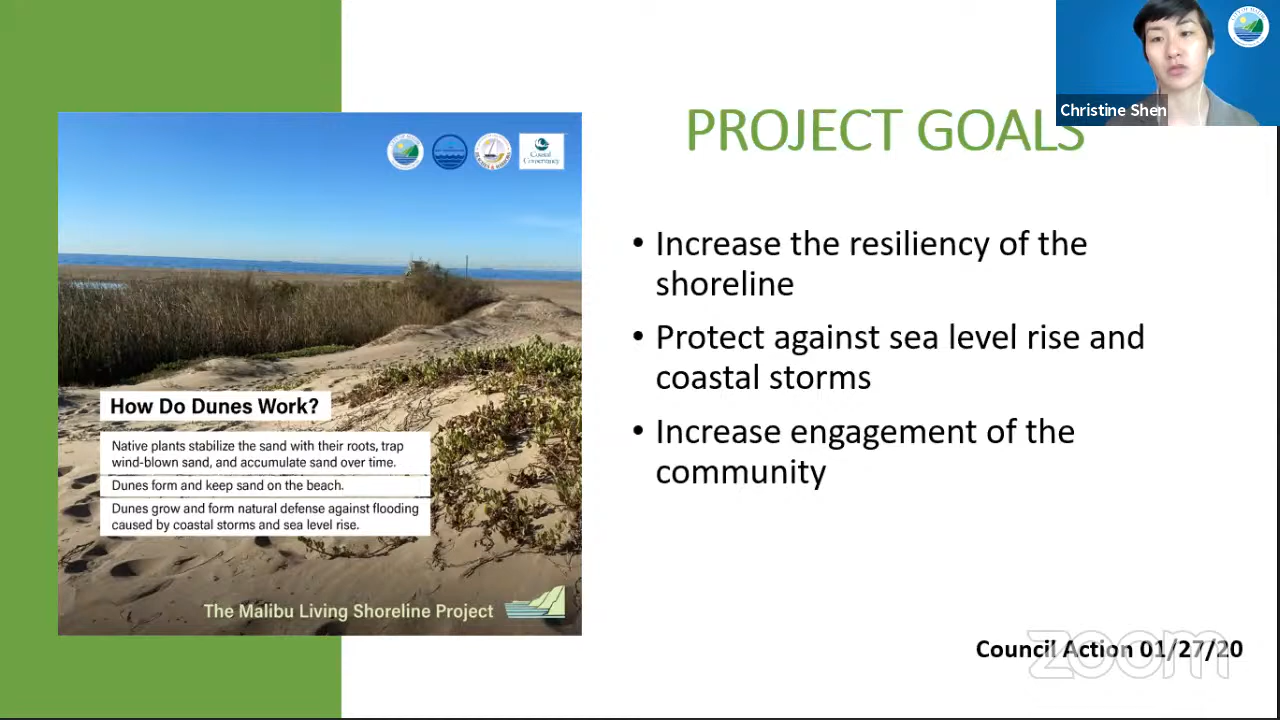 Christine Shen
PROJECT GOALS
Coastal
Conservancy
• Increase the resiliency of the
shoreline
• Protect against sea level rise and
coastal storms
• Increase engagement of the
community
How Do Dunes Work?
Native plants stabilize the sand with their roots, trap
wind-blown sand, and accumulate sand over time.
Dunes form and keep sand on the beach.
Dunes grow and form natural defense against flooding
caused by coastal storms and sea level rise.
The Malibu Living Shoreline Project
Council Action 01/27/20
zoom